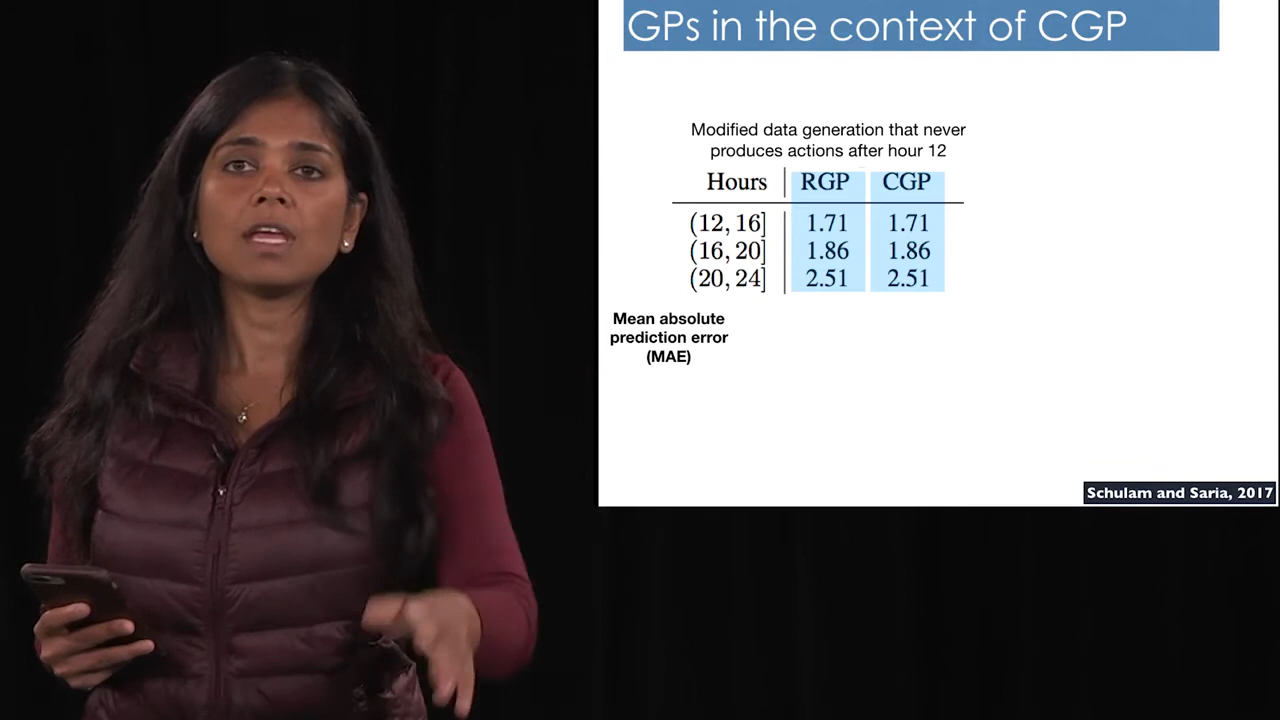 GPs in the context of CGP
Modified data generation that never
produces actions after hour 12
Hours RGP CGP
(12, 16] 1.71 1.71
(16, 20] 1.86 1.86
(20, 24] 2.51 2.51
Mean absolute
prediction error
(MAE)
Schulam and Saria, 2017